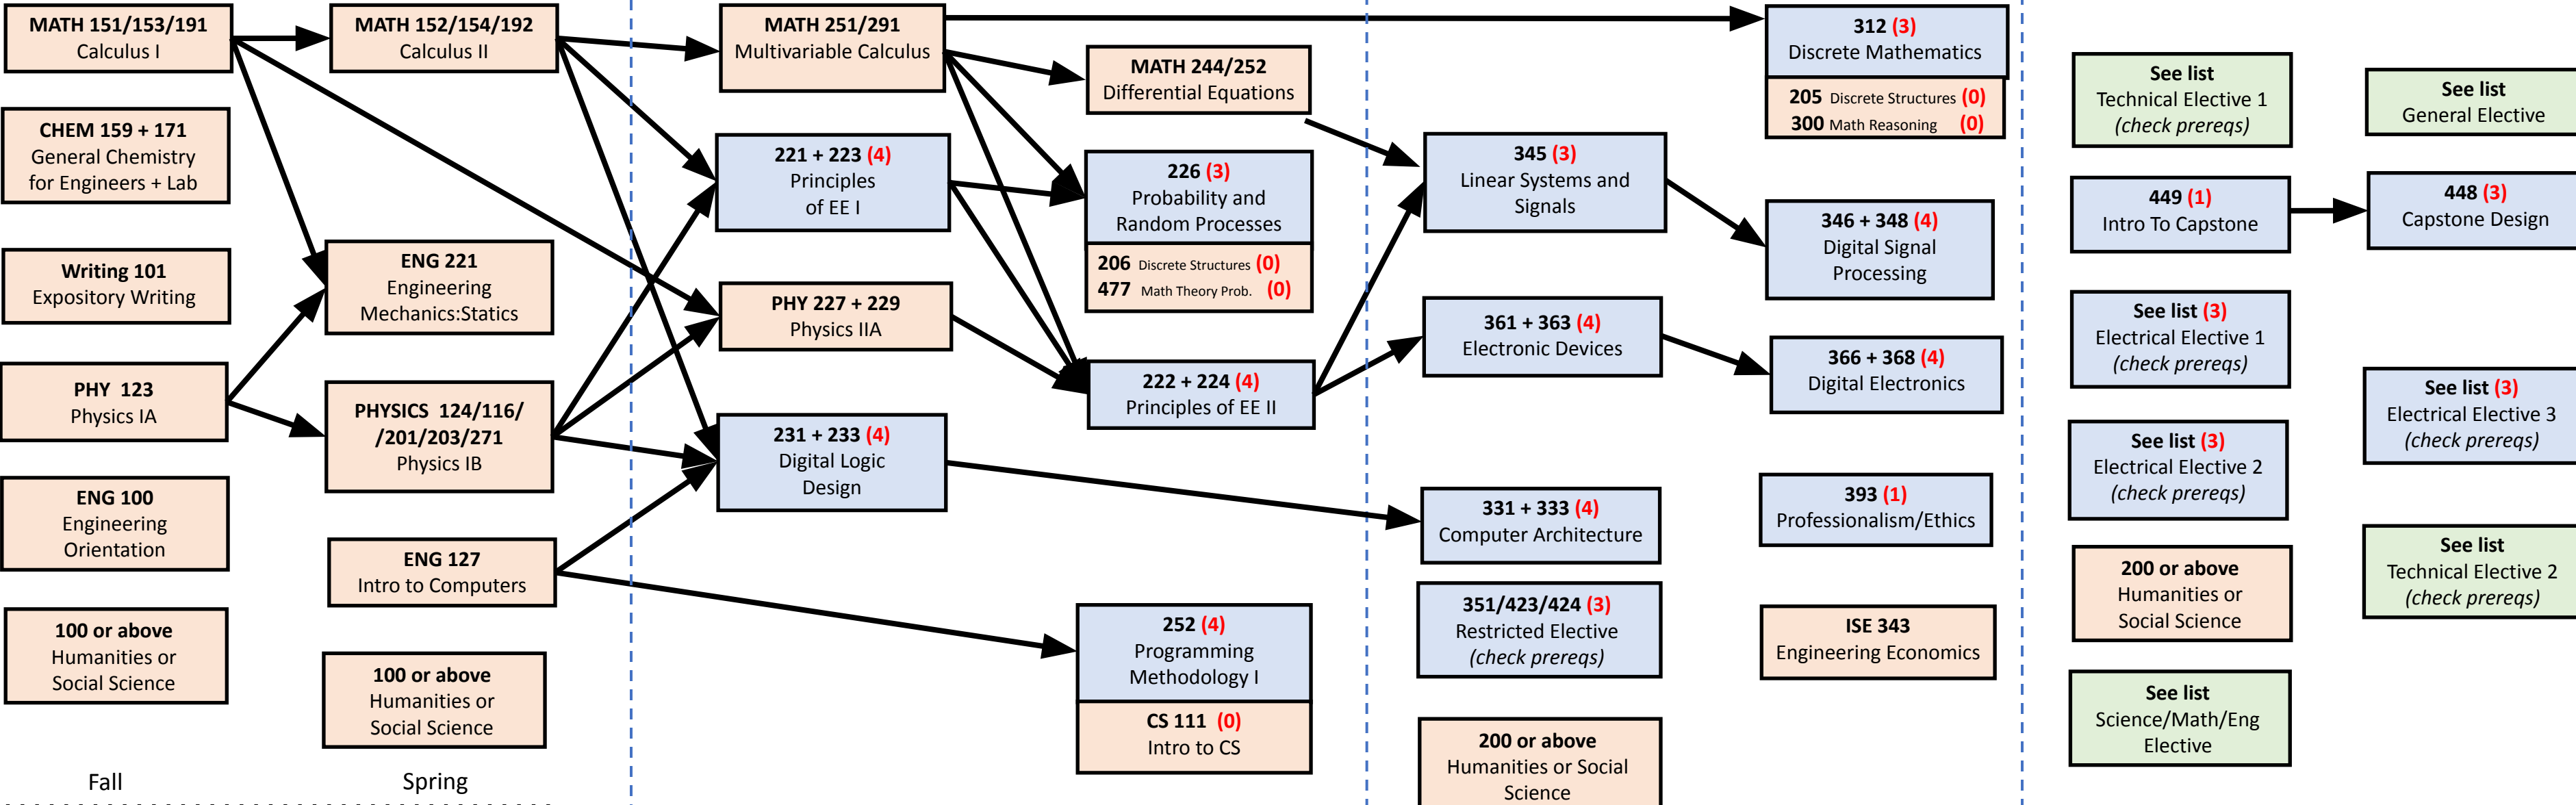 MATH 151/153/191
Calculus I
CHEM 159 + 171
General Chemistry
for Engineers + Lab
Writing 101
Expository Writing
PHY  123
Physics IA
ENG 100
Engineering
Orientation
100 or above
Humanities or
Social Science
Fall
MATH 152/154/192
Calculus II
ENG 221
Engineering
Mechanics:Statics
PHYSICS  124/116/
/201/203/271
Physics IB
ENG 127
Intro to Computers
100 or above
Humanities or
Social Science
Spring
MATH 251/291
Multivariable Calculus
221 + 223 (4)
Principles
of EE I
PHY 227 + 229
Physics IIA
231 + 233 (4)
Digital Logic
Design
MATH 244/252
Differential Equations
226 (3)
Probability and
Random Processes
206 Discrete Structures (0)
477 Math Theory Prob. (0)
222 + 224 (4)
Principles of EE II
252 (4)
Programming
Methodology I
CS 111  (0)
Intro to CS
345 (3)
Linear Systems and
Signals
361 + 363 (4)
Electronic Devices
331 + 333 (4)
Computer Architecture
351/423/424 (3)
Restricted Elective
(check prereqs)
200 or above
Humanities or Social
Science
312 (3)
Discrete Mathematics
205 Discrete Structures (0)
300 Math Reasoning (0)
346 + 348 (4)
Digital Signal
Processing
366 + 368 (4)
Digital Electronics
393 (1)
Professionalism/Ethics
ISE 343
Engineering Economics
See list
Technical Elective 1
(check prereqs)
449 (1)
Intro To Capstone
See list (3)
Electrical Elective 1
(check prereqs)
See list (3)
Electrical Elective 2
(check prereqs)
200 or above
Humanities or
Social Science
See list
Science/Math/Eng
Elective
See list
General Elective
448 (3)
Capstone Design
See list (3)
Electrical Elective 3
(check prereqs)
See list
Technical Elective 2
(check prereqs)